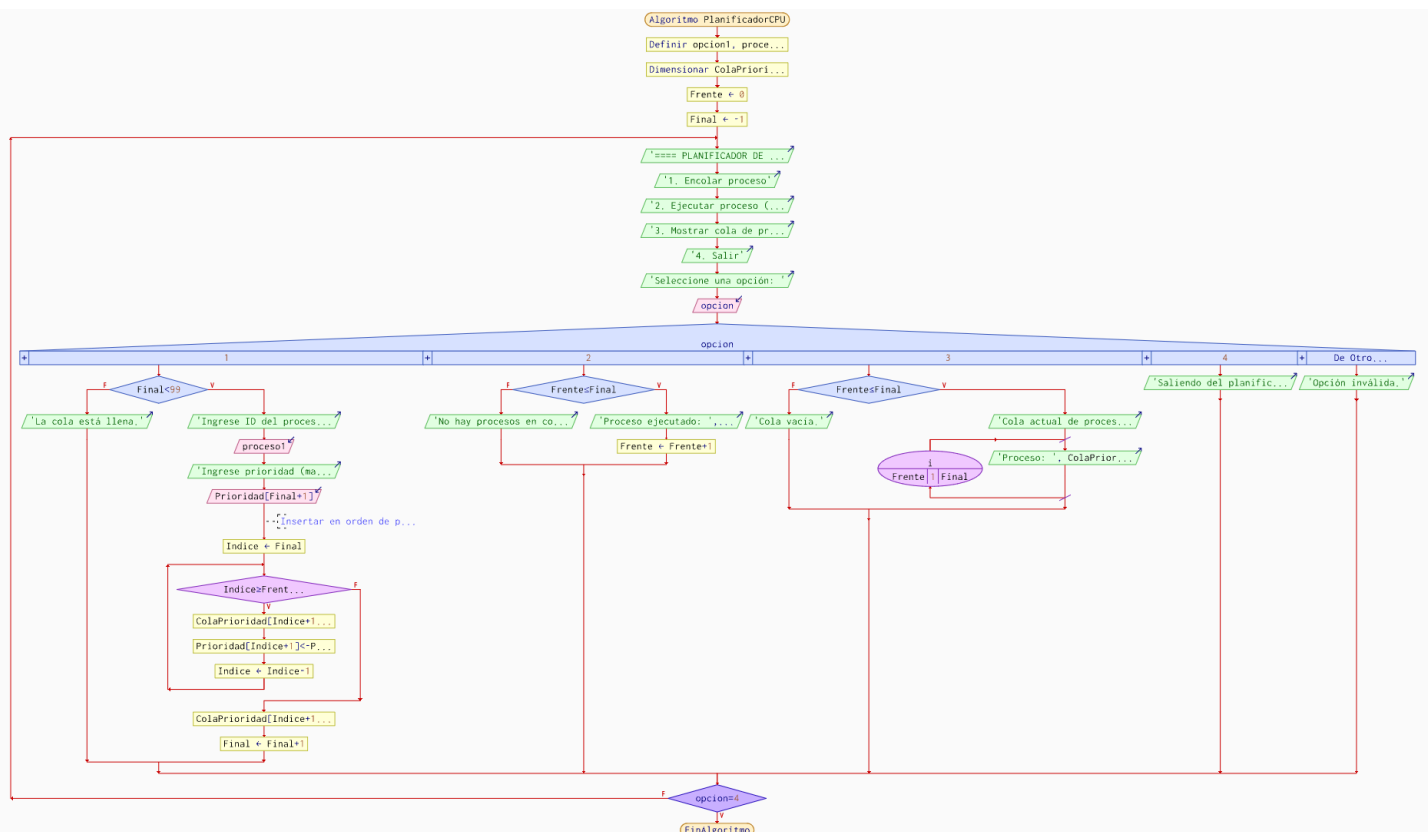 Algoritmo PlanificadorCPU
Definir opcion1, proce...
Dimensionar ColaPriori...
Frente ← 0
Final ← -1
'==== PLANIFICADOR DE ...
'1. Encolar proceso'
'2. Ejecutar proceso (...
'3. Mostrar cola de pr...
'4. Salir'
'Seleccione una opción: '
opcion
opcion
+ 1 + 2 + 3 + 4 + De Otro...
F Final<99 V
F Frente≤Final V
F Frente≤Final V
'Saliendo del planific...
'Opción inválida.'
'La cola está llena.'
'Ingrese ID del proces...
'No hay procesos en co...
'Proceso ejecutado: ',...
'Cola vacía.'
'Cola actual de proces...
proceso1
Frente ← Frente+1
'Ingrese prioridad (ma...
i
Frente 1 Final
'Proceso: ', ColaPrior...
Prioridad[Final+1]
Insertar en orden de p...
Indice ← Final
Indice≥Frent...
F
V
ColaPrioridad[Indice+1...
Prioridad[Indice+1]<-P...
Indice ← Indice-1
ColaPrioridad[Indice+1...
Final ← Final+1
F opcion=4
V
FinAlgoritmo